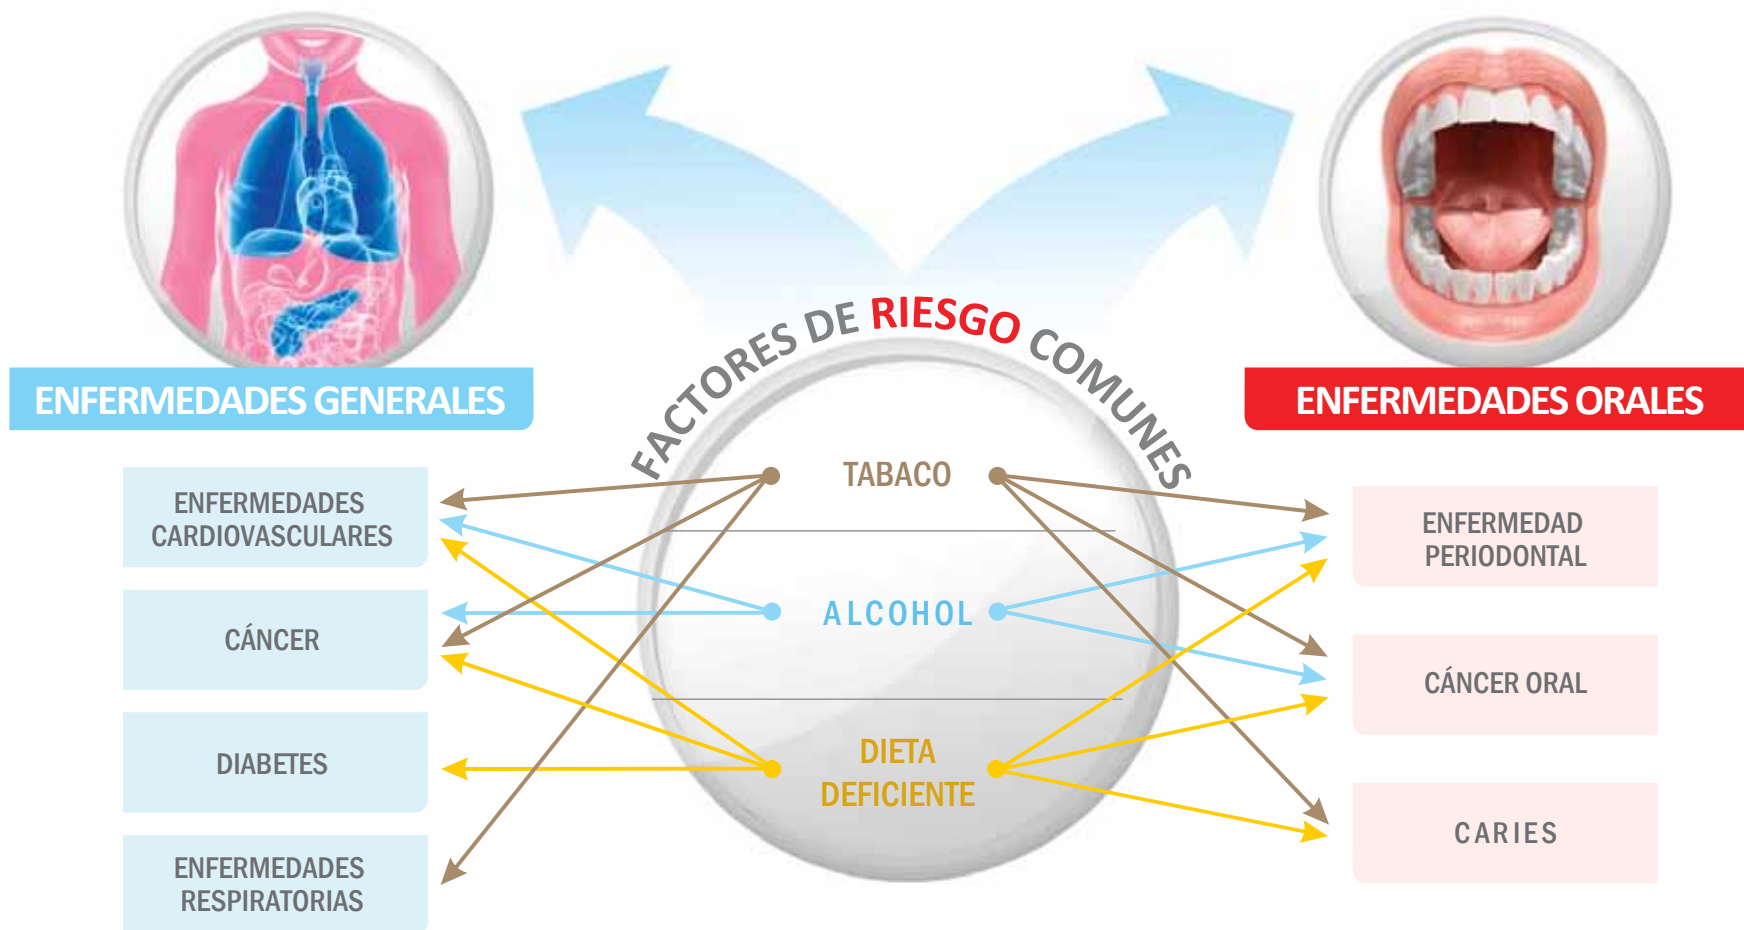 FACTORES DE RIESGO COMUNES
ENFERMEDADES GENERALES
ENFERMEDADES
CARDIOVASCULARES
CÁNCER
DIABETES
ENFERMEDADES
RESPIRATORIAS
TABACO
ALCOHOL
DIETA
DEFICIENTE
ENFERMEDADES ORALES
ENFERMEDAD
PERIODONTAL
CÁNCER ORAL
CARIES